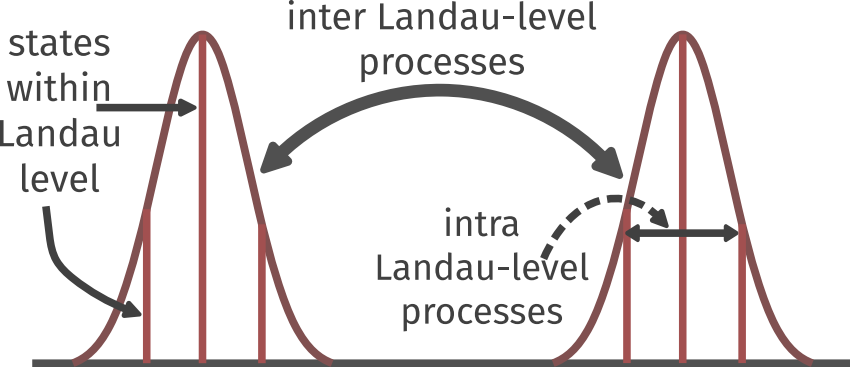 inter Landau-level
processes
states
within
Landau
level
intra
Landau-level
processes